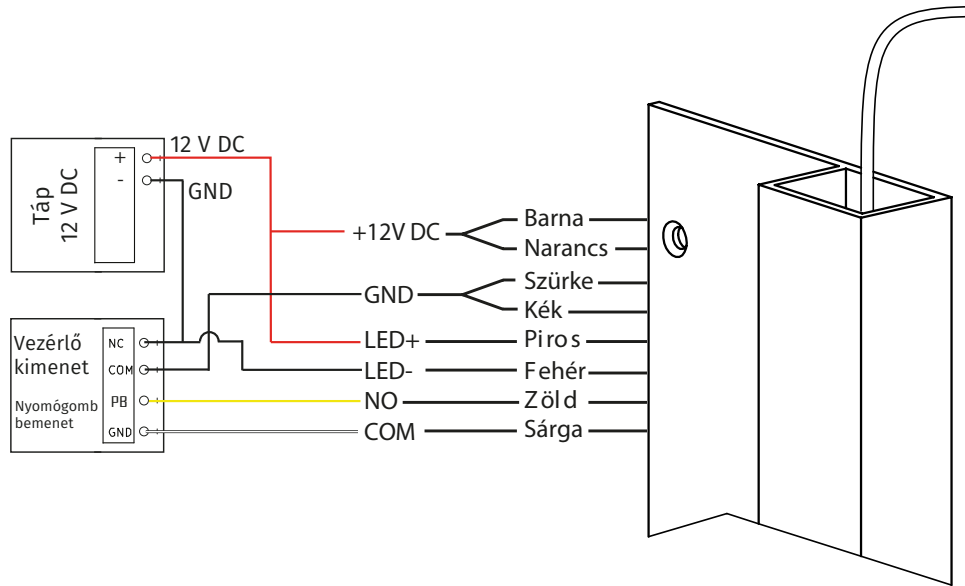 Táp
12 V DC
+
-
12 V DC
GND
Vezérlő
kimenet
Nyomógomb
bemenet
NC
COM
PB
GND
+12V DC
GND
LED+
LED-
NO
COM
Barna
Narancs
Szürke
Kék
Piros
Fehér
Zöld
Sárga